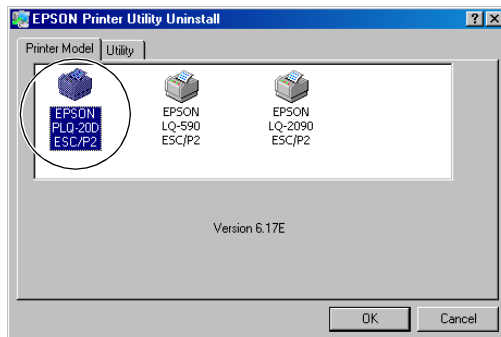 EPSON Printer Utility Uninstall
Printer Model
Utility
EPSON
PLQ-20D
ESC/P2
EPSON
LQ-590
ESC/P2
EPSON
LQ-2090
ESC/P2
Version 6.17E
OK
Cancel